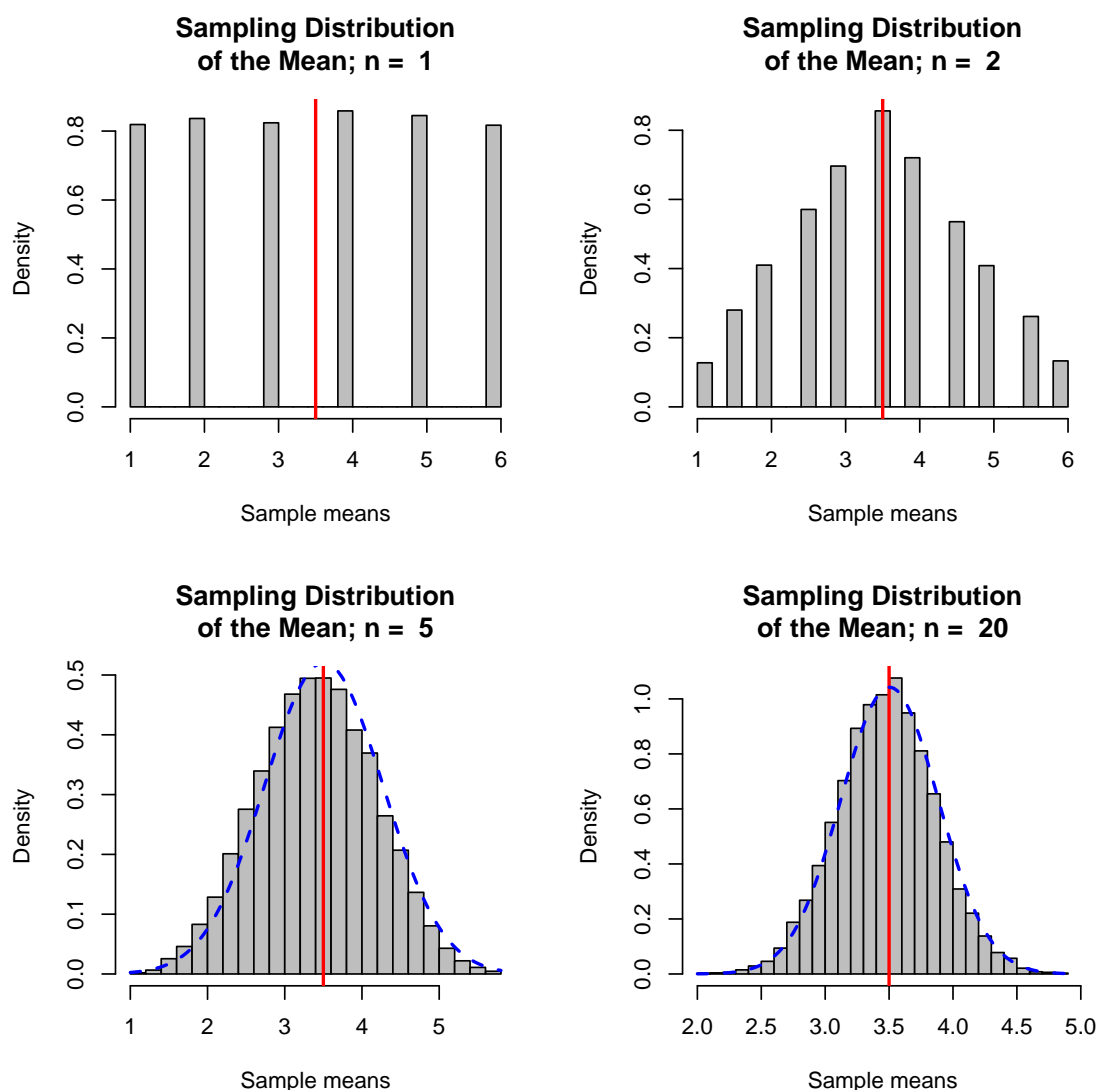 Sampling Distribution
of the Mean; n =  1
Density
0.0 0.2 0.4 0.6 0.8
1 2 3 4 5 6
Sample means
Sampling Distribution
of the Mean; n =  2
Density
0.0 0.2 0.4 0.6 0.8
1 2 3 4 5 6
Sample means
Sampling Distribution
of the Mean; n =  5
Density
0.0 0.1 0.2 0.3 0.4 0.5
1 2 3 4 5
Sample means
Sampling Distribution
of the Mean; n =  20
Density
0.0 0.2 0.4 0.6 0.8 1.0
2.0 2.5 3.0 3.5 4.0 4.5 5.0
Sample means